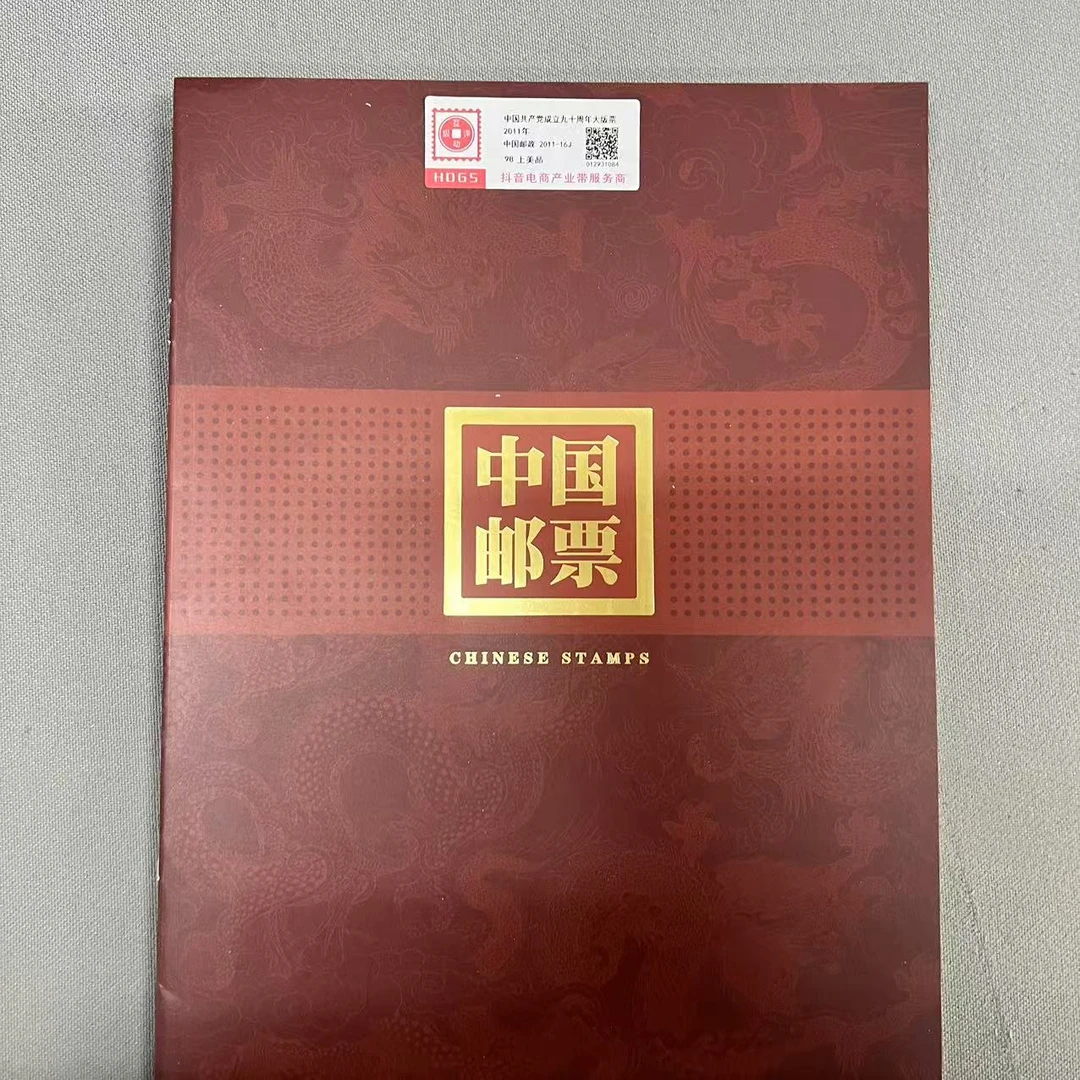 中国共产党成立九十周年大版票
2011年
中国邮政 2011-16J
98 上美品
012931084
HDGS
抖音电商产业带服务商
中国
邮票
CHINESE STAMPS